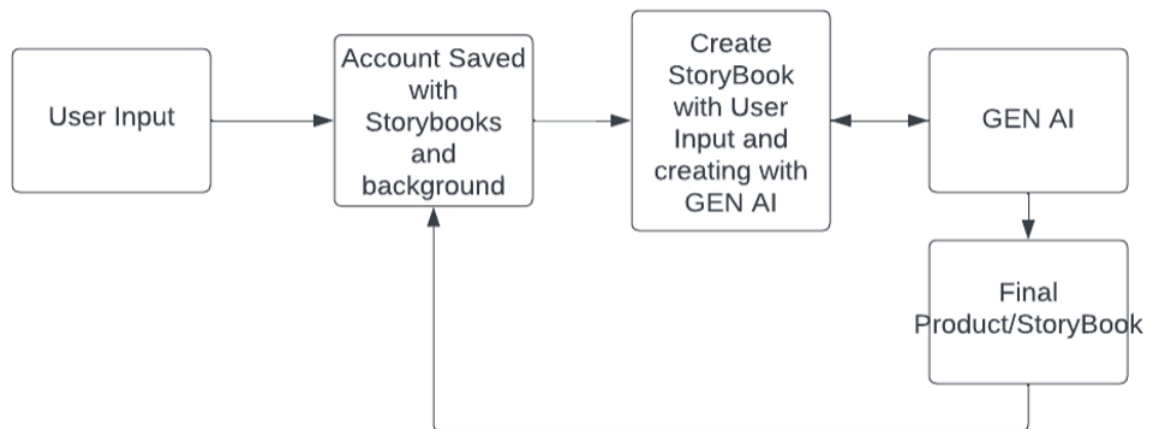 User Input
Account Saved
with
Storybooks
and
background
Create
StoryBook
with User
Input and
creating with
GEN AI
GEN AI
Final
Product/StoryBook